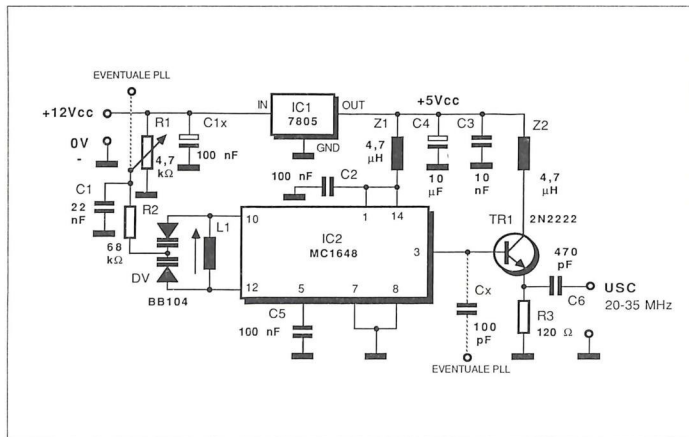 EVENTUALE PLL
+12Vcc
0V
-
R1
4,7
kΩ
C1x
100 nF
IN
IC1
7805
OUT
GND
+5Vcc
Z1
4,7
µH
C4
10
µF
C3
10
nF
Z2
4,7
µH
C1
22
nF
R2
68
kΩ
DV
BB104
L1
100 nF
C2
10
12
1
14
IC2
MC1648
3
5
7
8
C5
100 nF
TR1
2N2222
470
pF
C6
USC
20-35 MHz
R3
120 Ω
Cx
100
pF
EVENTUALE PLL